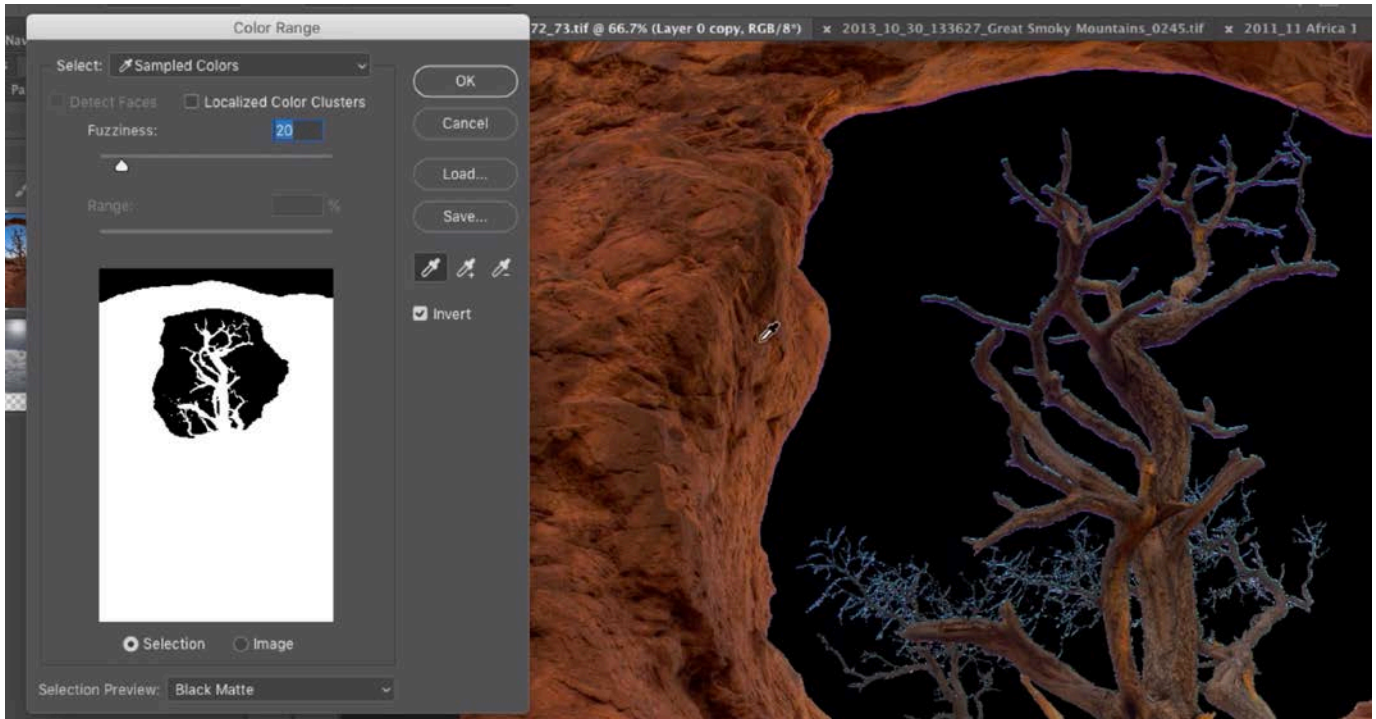 Color Range
72_73.tif @ 66.7% (Layer 0 copy, RGB/8*)
× 2013_10_30_133627_Great Smoky Mountains_0245.tif
× 2011_11 Africa 1
Nav
Pa
Select: Sampled Colors
Detect Faces
Localized Color Clusters
Fuzziness: 20
Range: %
OK
Cancel
Load...
Save...
Invert
Selection
Image
Selection Preview: Black Matte